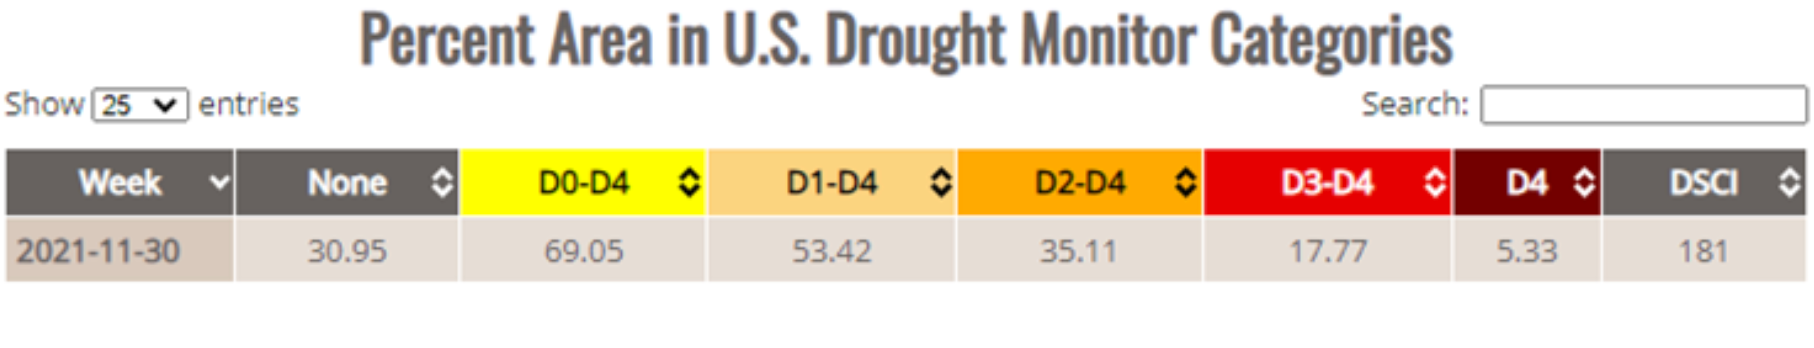 Percent Area in U.S. Drought Monitor Categories
Show 25 entries Search:
Week None D0-D4 D1-D4 D2-D4 D3-D4 D4 DSCI
2021-11-30 30.95 69.05 53.42 35.11 17.77 5.33 181